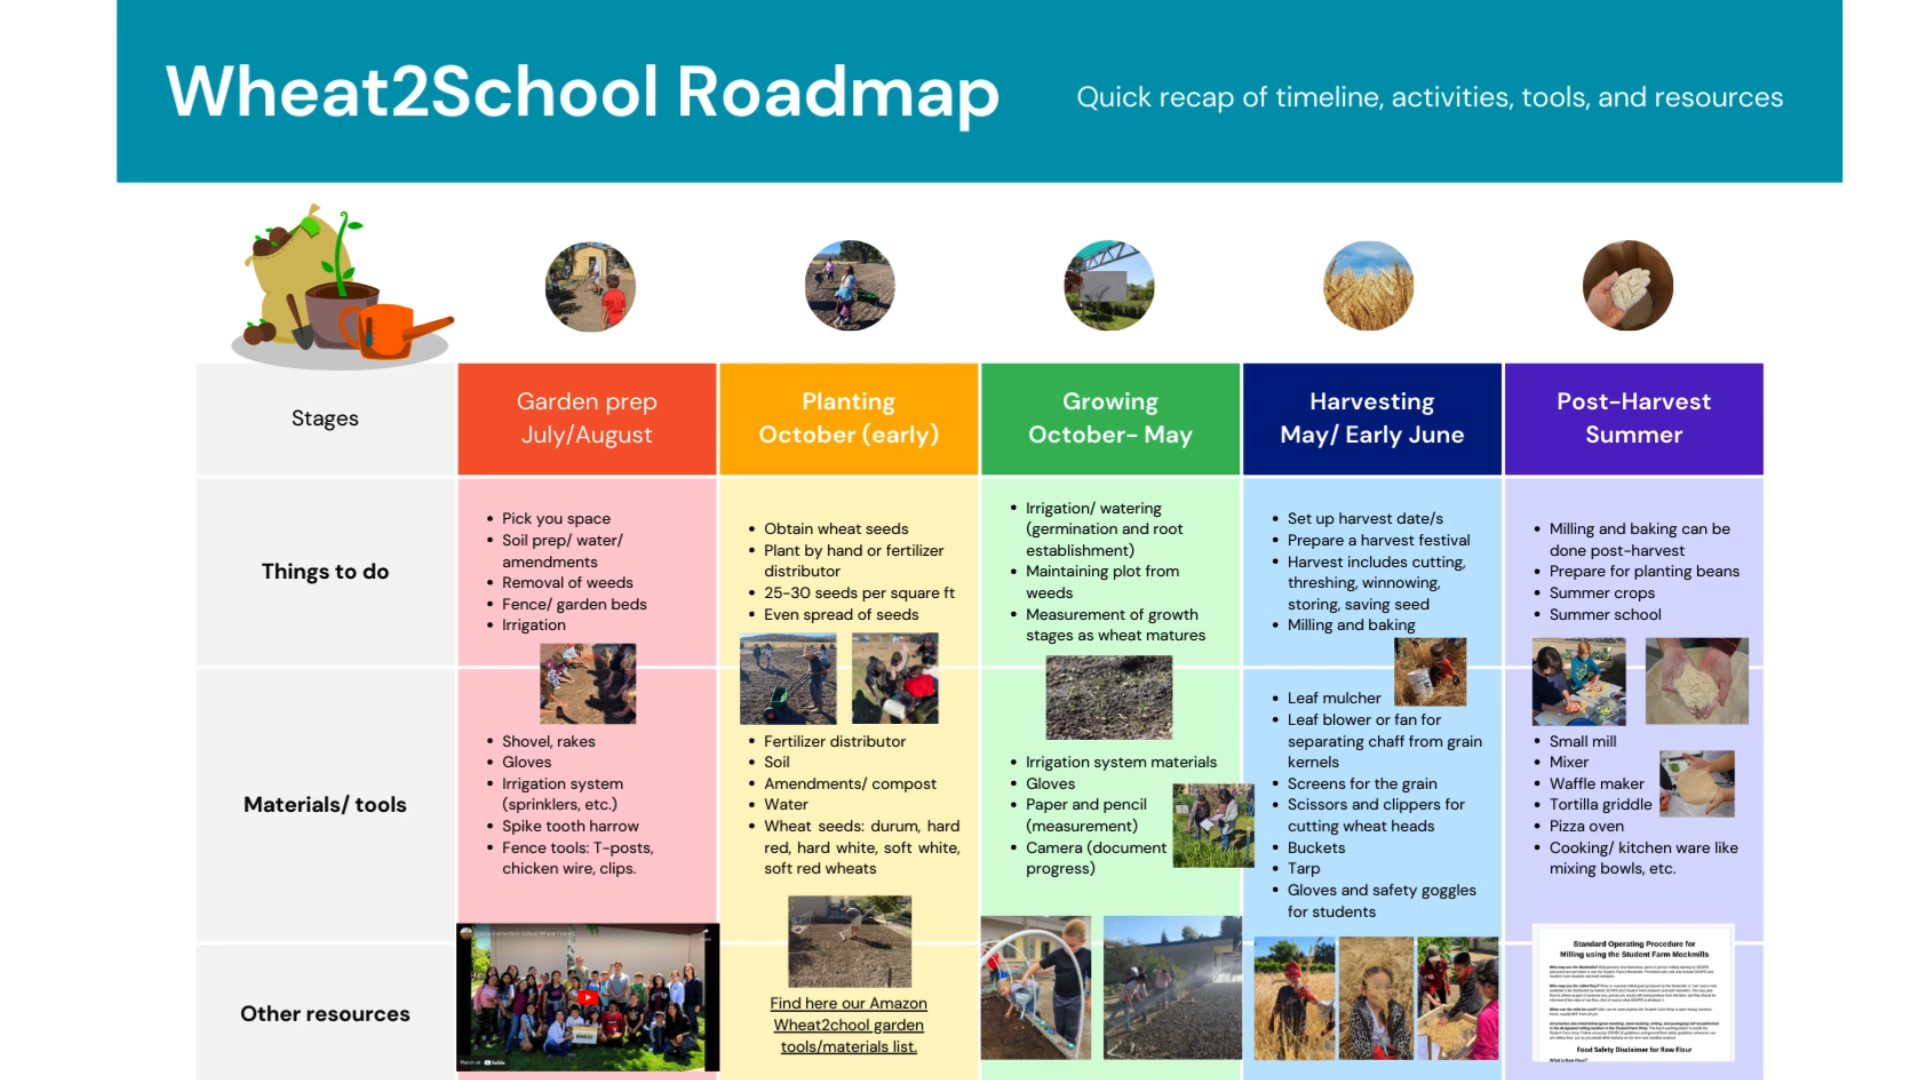 Wheat2School Roadmap
Quick recap of timeline, activities, tools, and resources
Stages
Garden prep
July/August
Planting
October (early)
Growing
October- May
Harvesting
May/ Early June
Post-Harvest
Summer
Things to do
• Pick you space
• Soil prep/ water/
amendments
• Removal of weeds
• Fence/ garden beds
• Irrigation
• Obtain wheat seeds
• Plant by hand or fertilizer
distributor
• 25-30 seeds per square ft
• Even spread of seeds
• Irrigation/ watering
(germination and root
establishment)
• Maintaining plot from
weeds
• Measurement of growth
stages as wheat matures
• Set up harvest date/s
• Prepare a harvest festival
• Harvest includes cutting,
threshing, winnowing,
storing, saving seed
• Milling and baking
• Milling and baking can be
done post-harvest
• Prepare for planting beans
• Summer crops
• Summer school
Materials/ tools
• Shovel, rakes
• Gloves
• Irrigation system
(sprinklers, etc.)
• Spike tooth harrow
• Fence tools: T-posts,
chicken wire, clips.
• Fertilizer distributor
• Soil
• Amendments/ compost
• Water
• Wheat seeds: durum, hard
red, hard white, soft white,
soft red wheats
• Irrigation system materials
• Gloves
• Paper and pencil
(measurement)
• Camera (document
progress)
• Leaf mulcher
• Leaf blower or fan for
separating chaff from grain
kernels
• Screens for the grain
• Scissors and clippers for
cutting wheat heads
• Buckets
• Tarp
• Gloves and safety goggles
for students
• Small mill
• Mixer
• Waffle maker
• Tortilla griddle
• Pizza oven
• Cooking/ kitchen ware like
mixing bowls, etc.
Other resources
Find here our Amazon
Wheat2chool garden
tools/materials list.
Standard Operating Procedure for
Milling using the Student Farm Mockmills
Food Safety Disclaimer for Raw Flour
What is Raw Flour?